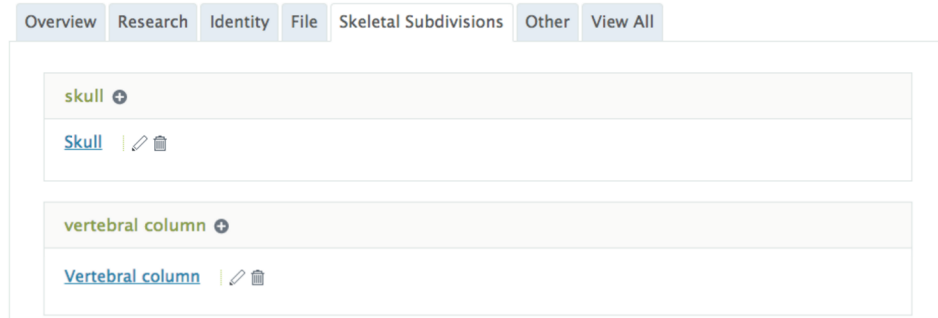 Overview Research Identity File Skeletal Subdivisions Other View All
skull
Skull
vertebral column
Vertebral column